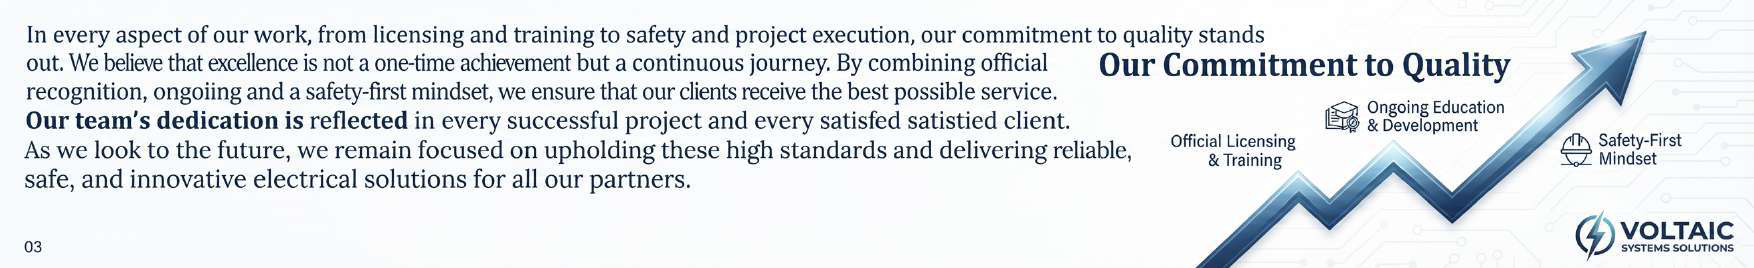 In every aspect of our work, from licensing and training to safety and project execution, our commitment to quality stands
out. We believe that excellence is not a one-time achievement but a continuous journey. By combining official
recognition, ongoiing and a safety-first mindset, we ensure that our clients receive the best possible service.
Our team's dedication is reflected in every successful project and every satisfed satistied client.
As we look to the future, we remain focused on upholding these high standards and delivering reliable,
safe, and innovative electrical solutions for all our partners.
Our Commitment to Quality
Official Licensing
& Training
Ongoing Education
& Development
Safety-First
Mindset
03
VOLTAIC
SYSTEMS SOLUTIONS